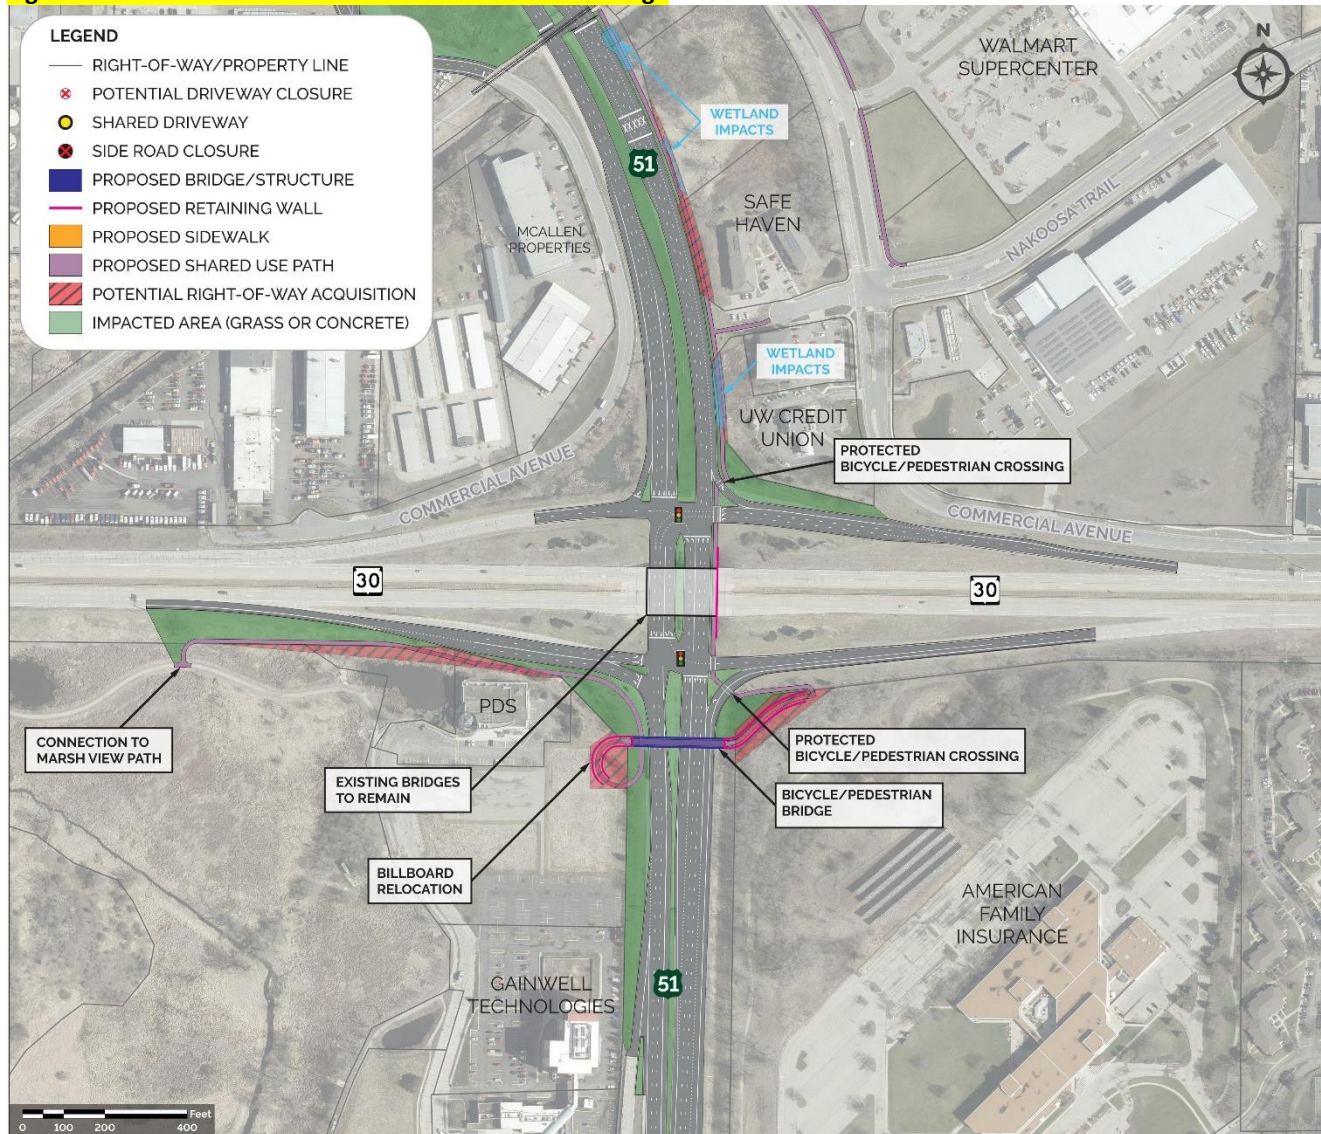 LEGEND
RIGHT-OF-WAY/PROPERTY LINE
POTENTIAL DRIVEWAY CLOSURE
SHARED DRIVEWAY
SIDE ROAD CLOSURE
PROPOSED BRIDGE/STRUCTURE
PROPOSED RETAINING WALL
PROPOSED SIDEWALK
PROPOSED SHARED USE PATH
POTENTIAL RIGHT-OF-WAY ACQUISITION
IMPACTED AREA (GRASS OR CONCRETE)
WALMART
SUPERCENTER
N
WETLAND
IMPACTS
51
SAFE
HAVEN
MCALLEN
PROPERTIES
NAKOOSA TRAIL
WETLAND
IMPACTS
UW CREDIT
UNION
PROTECTED
BICYCLE/PEDESTRIAN CROSSING
COMMERCIAL AVENUE
COMMERCIAL AVENUE
30
30
PDS
CONNECTION TO
MARSH VIEW PATH
EXISTING BRIDGES
TO REMAIN
PROTECTED
BICYCLE/PEDESTRIAN CROSSING
BICYCLE/PEDESTRIAN
BRIDGE
BILLBOARD
RELOCATION
AMERICAN
FAMILY
INSURANCE
GAINWELL
TECHNOLOGIES
51
Feet
0 100 200 400